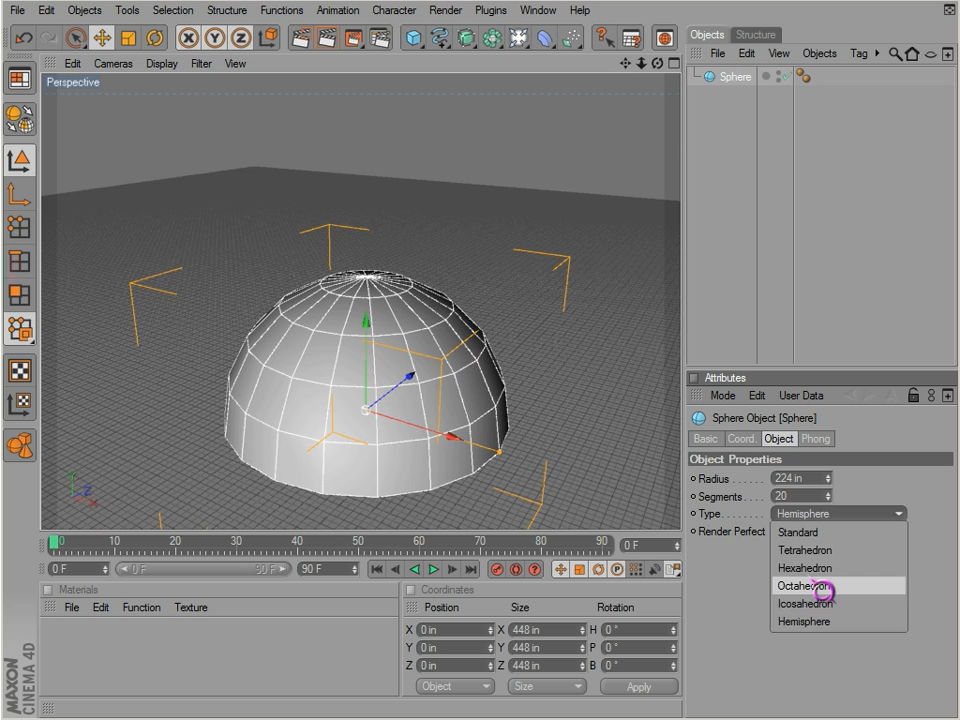 File Edit Objects Tools Selection Structure Functions Animation Character Render Plugins Window Help
Edit Cameras Display Filter View
Perspective
Objects Structure
File Edit View Objects Tag
Sphere
Attributes
Mode Edit User Data
Sphere Object [Sphere]
Basic Coord. Object Phong
Object Properties
Radius . . . . . . 224 in
Segments . . . . 20
Type . . . . . . . . Hemisphere
Render Perfect
Standard
Tetrahedron
Hexahedron
Octahedron
Icosahedron
Hemisphere
X Y Z
Y Z X
0 10 20 30 40 50 60 70 80 90 0 F
0 F 0 F 90 F 90 F
Materials
File Edit Function Texture
Coordinates
Position Size Rotation
X 0 in X 448 in H 0 °
Y 0 in Y 448 in P 0 °
Z 0 in Z 448 in B 0 °
Object Size Apply
MAXON
CINEMA 4D